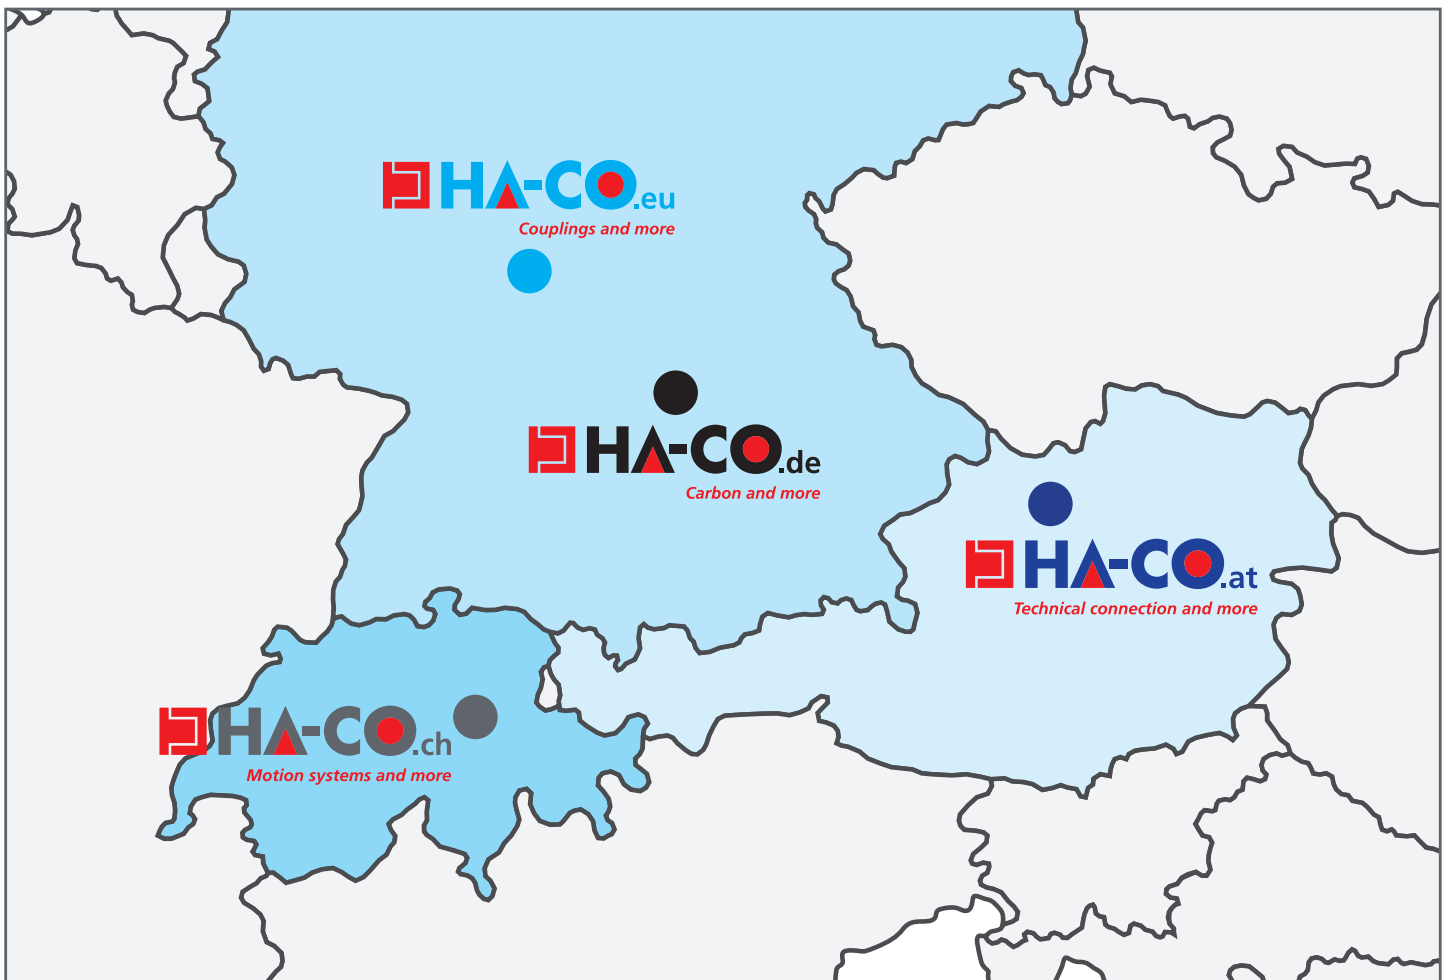 HA-CO.eu
Couplings and more
HA-CO.de
Carbon and more
HA-CO.at
Technical connection and more
HA-CO.ch
Motion systems and more